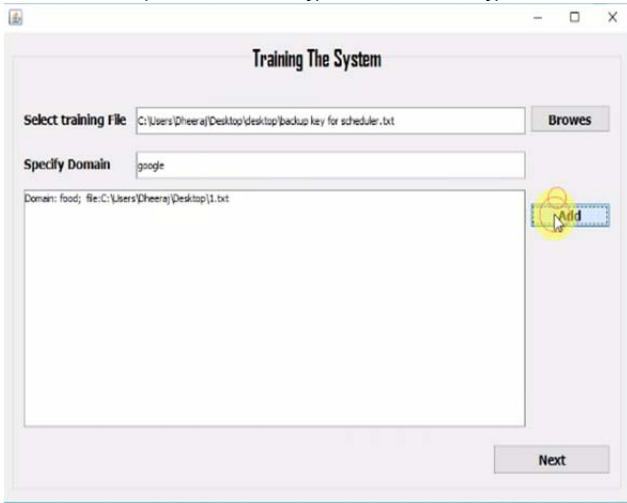 Training The System
Select training File C:\Users\Dheeraj\Desktop\desktop\backup key for scheduler.txt Browes
Specify Domain google
Domain: food; file:C:\Users\Dheeraj\Desktop\1.txt
Add
Next